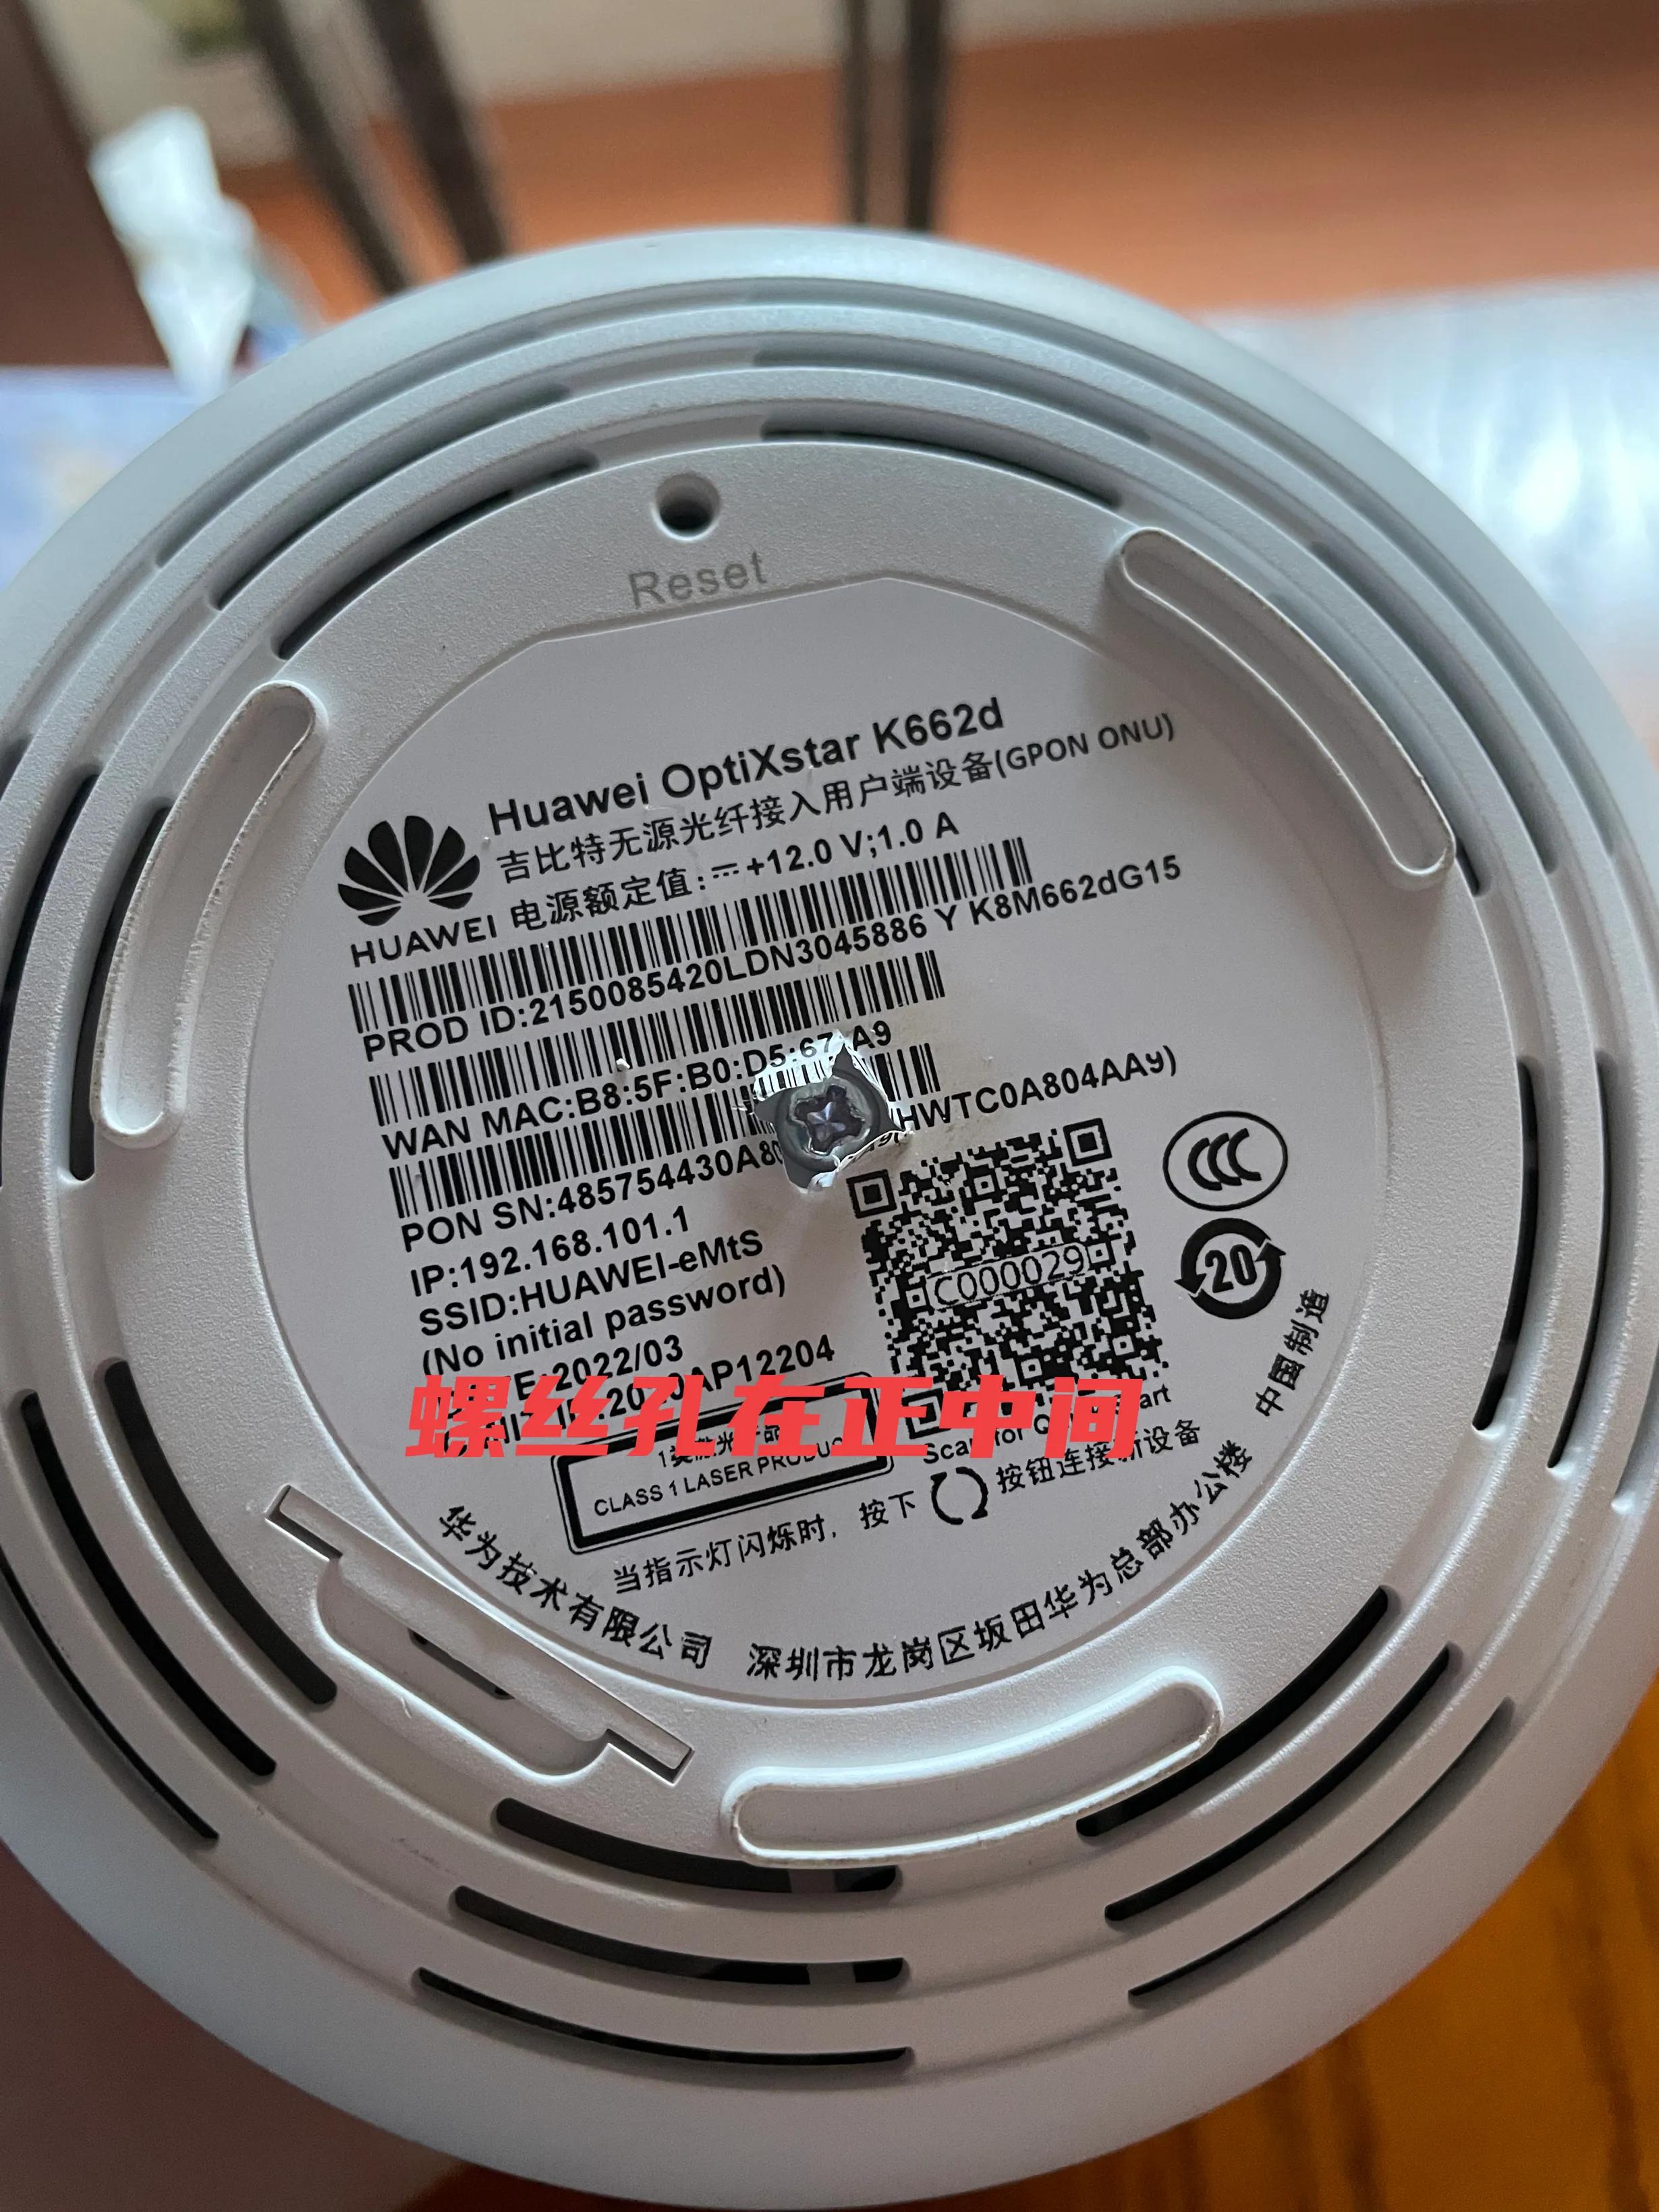 Reset
Huawei OptiXstar K662d
吉比特无源光纤接入用户端设备(GPON ONU)
HUAWEI 电源额定值:⎓+12.0 V;1.0 A
PROD ID:2150085420LDN3045886 Y K8M662dG15
WAN MAC:B8:5F:B0:D5:67:A9
PON SN:485754430A80 HWTC0A804AA9)
IP:192.168.101.1
SSID:HUAWEI-eMtS
(No initial password)
2022/03
AP12204
C000029
20
螺丝孔在正中间
CLASS 1 LASER PRODUCT
Scan for
当指示灯闪烁时，按下 按钮连接新设备
华为技术有限公司 深圳市龙岗区坂田华为总部办公楼 中国制造